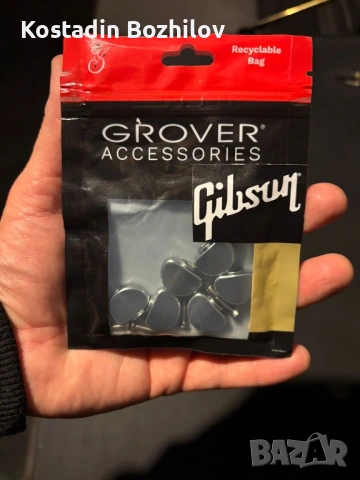 Kostadin Bozhilov
Recyclable
Bag
GROVER®
ACCESSORIES
Gibson
BAZAR